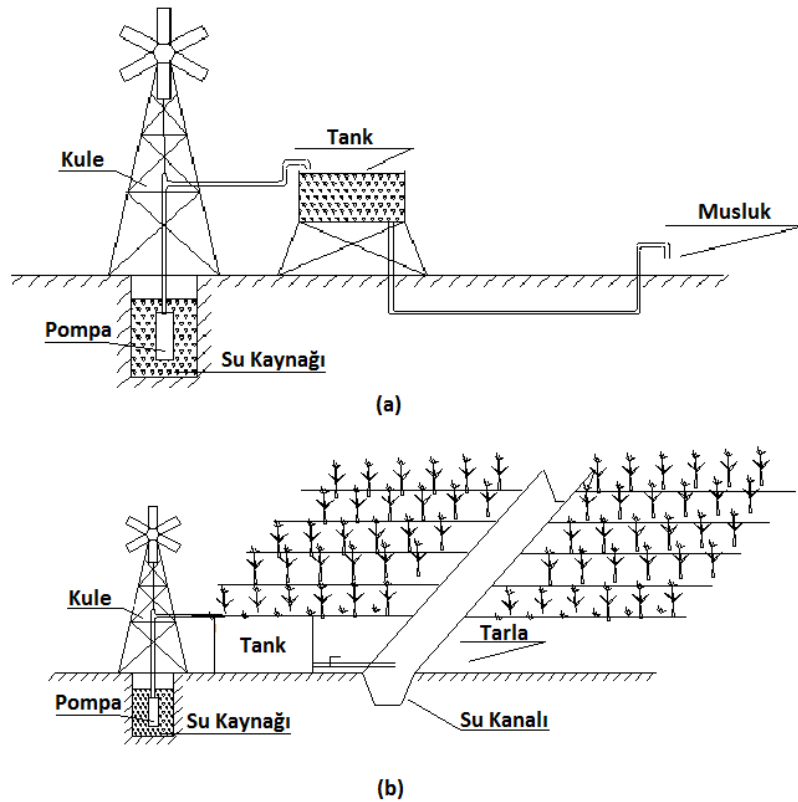 Tank
Kule
Musluk
Pompa
Su Kaynağı
(a)
Kule
Tank
Tarla
Pompa
Su Kaynağı
Su Kanalı
(b)